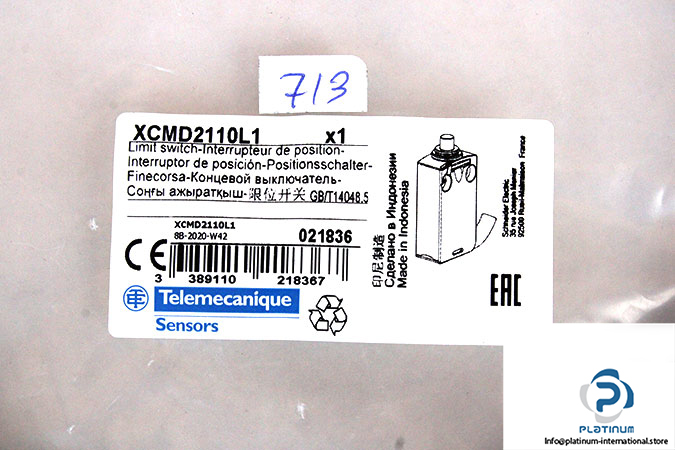 713
XCMD2110L1 x1
Limit switch-Interrupteur de position-
Interruptor de posición-Positionsschalter-
Finecorsa-Концевой выключатель-
Соңғы ажыратқыш-限位开关 GB/T14048.5
XCMD2110L1
8B-2020-W42
021836
CE
3 389110 218367
Telemecanique
Sensors
印尼制造
Сделано в Индонезии
Made in Indonesia
Schneider Electric
35 rue Joseph Monier
92500 Rueil-Malmaison France
EAC
PLATINUM
Info@platinum-international.store